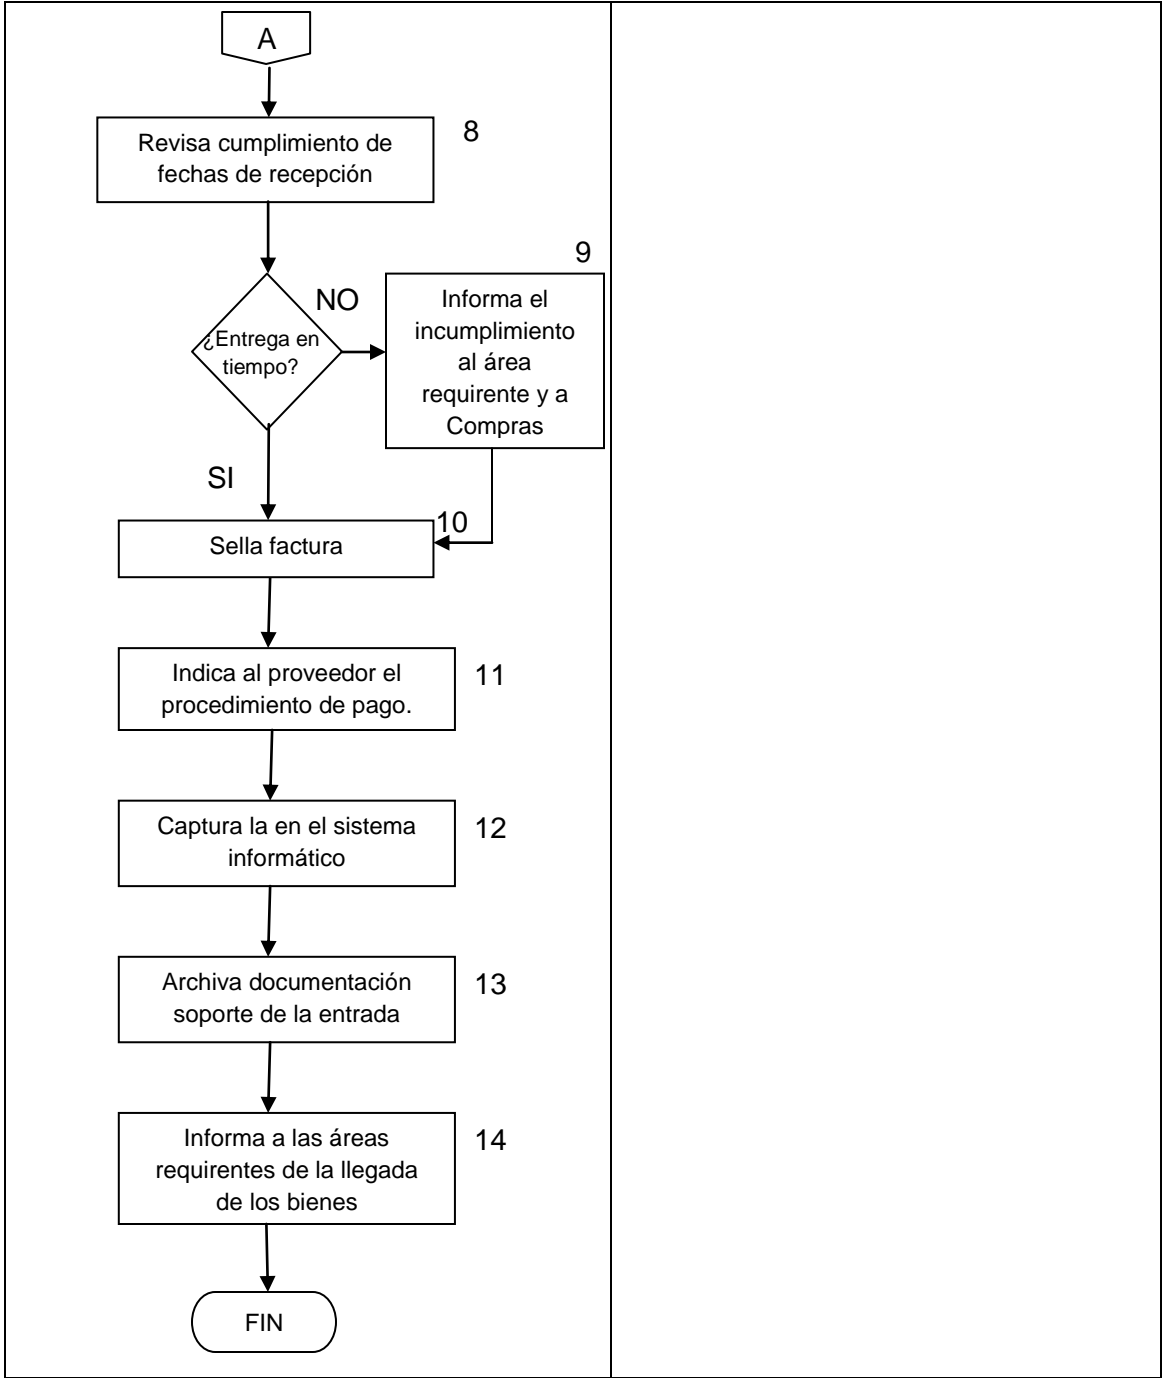 A
8
Revisa cumplimiento de
fechas de recepción
9
NO
¿Entrega en
tiempo?
Informa el
incumplimiento
al área
requirente y a
Compras
SI
10
Sella factura
Indica al proveedor el
procedimiento de pago.
11
Captura la en el sistema
informático
12
Archiva documentación
soporte de la entrada
13
Informa a las áreas
requirentes de la llegada
de los bienes
14
FIN